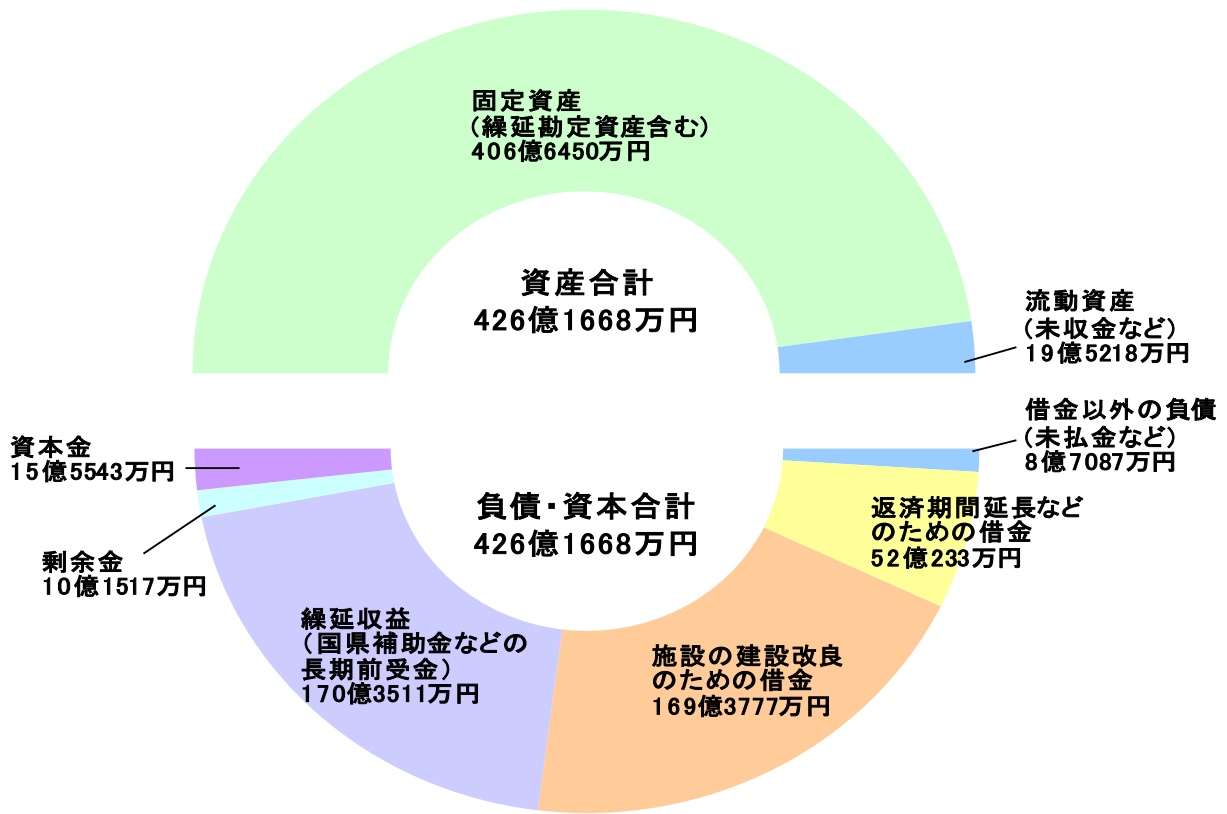 固定資産
(繰延勘定資産含む)
406億6450万円
資産合計
426億1668万円
流動資産
(未収金など)
19億5218万円
借金以外の負債
(未払金など)
8億7087万円
資本金
15億5543万円
負債・資本合計
426億1668万円
返済期間延長など
のための借金
52億233万円
剰余金
10億1517万円
繰延収益
(国県補助金などの
長期前受金)
170億3511万円
施設の建設改良
のための借金
169億3777万円